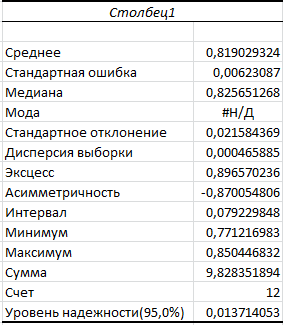 Столбец1
Среднее 0,819029324
Стандартная ошибка 0,00623087
Медиана 0,825651268
Мода #Н/Д
Стандартное отклонение 0,021584369
Дисперсия выборки 0,000465885
Эксцесс 0,896570236
Асимметричность -0,870054806
Интервал 0,079229848
Минимум 0,771216983
Максимум 0,850446832
Сумма 9,828351894
Счет 12
Уровень надежности(95,0%) 0,013714053